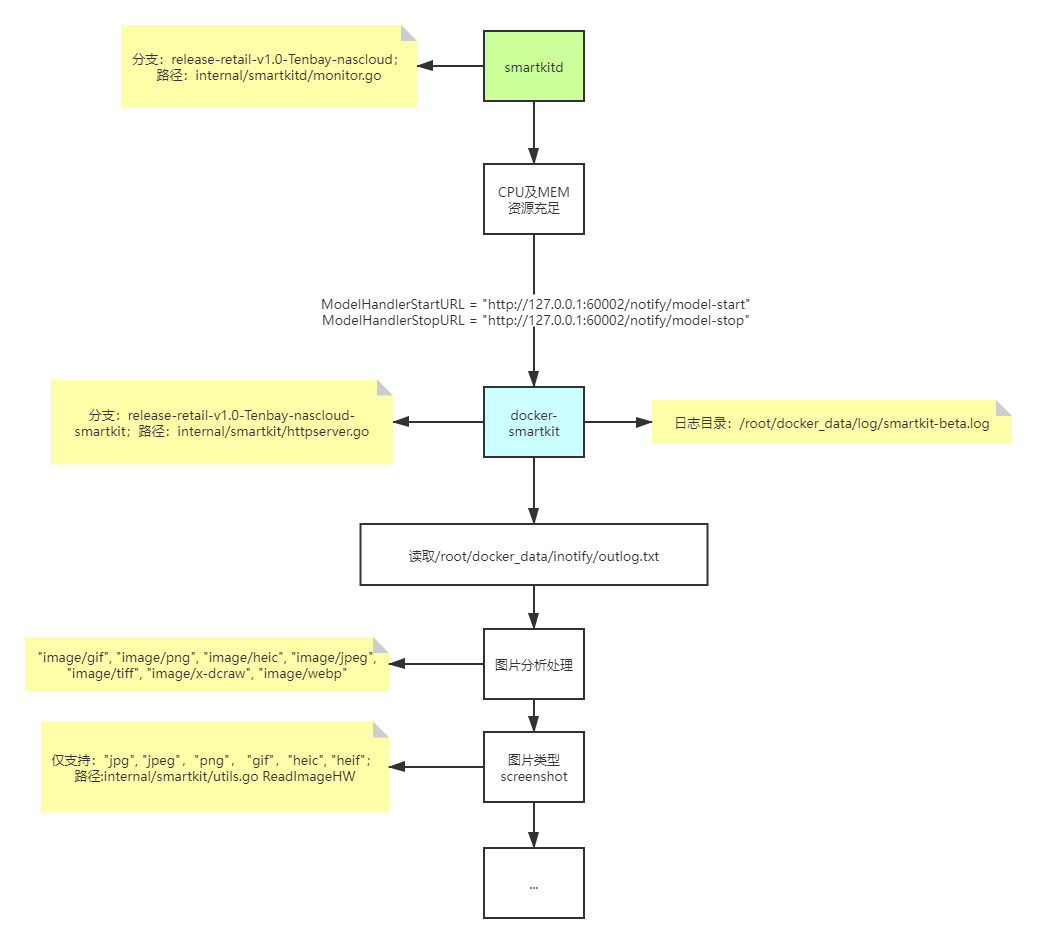 分支：release-retail-v1.0-Tenbay-nascloud；
路径：internal/smartkitd/monitor.go
smartkitd
CPU及MEM
资源充足
ModelHandlerStartURL = "http://127.0.0.1:60002/notify/model-start"
ModelHandlerStopURL = "http://127.0.0.1:60002/notify/model-stop"
分支：release-retail-v1.0-Tenbay-nascloud-
smartkit；路径：internal/smartkit/httpserver.go
docker-
smartkit
日志目录：/root/docker_data/log/smartkit-beta.log
读取/root/docker_data/inotify/outlog.txt
"image/gif", "image/png", "image/heic", "image/jpeg",
"image/tiff", "image/x-dcraw", "image/webp"
图片分析处理
仅支持："jpg", "jpeg"，"png"， "gif"，"heic", "heif"；
路径:internal/smartkit/utils.go ReadImageHW
图片类型
screenshot
...